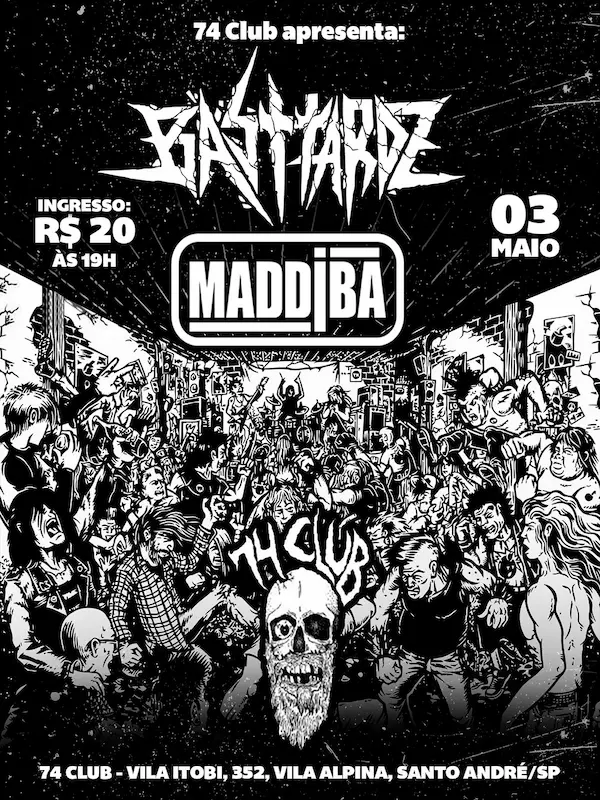 74 Club apresenta:
BASTTARDZ
INGRESSO:
R$ 20
ÀS 19H
03
MAIO
MADDIBA
74 CLUB
74 CLUB - VILA ITOBI, 352, VILA ALPINA, SANTO ANDRÉ/SP